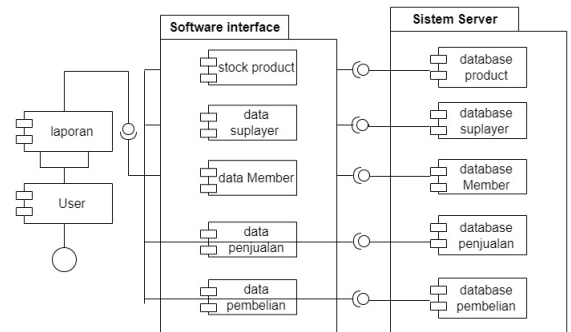 Software interface
Sistem Server
stock product
database
product
data
suplayer
database
suplayer
laporan
data Member
database
Member
User
data
penjualan
database
penjualan
data
pembelian
database
pembelian